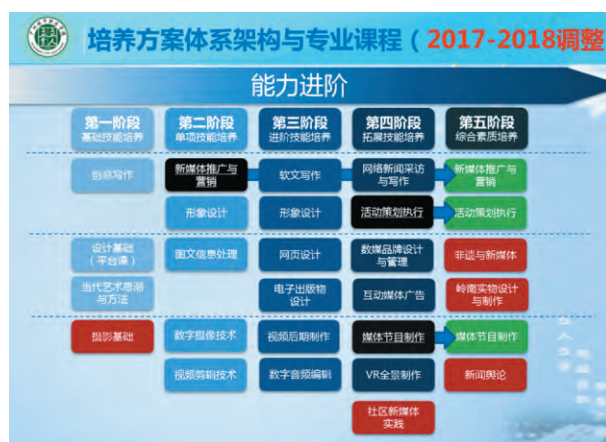 培养方案体系架构与专业课程（2017-2018调整
能力进阶
第一阶段
基础技能培养
第二阶段
单项技能培养
第三阶段
进阶技能培养
第四阶段
拓展技能培养
第五阶段
综合素质培养
创意写作
新媒体推广与
营销
软文写作
网络新闻采访
与写作
新媒体推广与
营销
形象设计
形象设计
活动策划执行
活动策划执行
设计基础
（平台课）
图文信息处理
网页设计
数媒品牌设计
与管理
非遗与新媒体
当代艺术思潮
与方法
电子出版物
设计
互动媒体广告
岭南实物设计
与制作
摄影基础
数字摄像技术
视频后期制作
媒体节目制作
媒体节目制作
视频剪辑技术
数字音频编辑
VR全景制作
新闻舆论
社区新媒体
实践